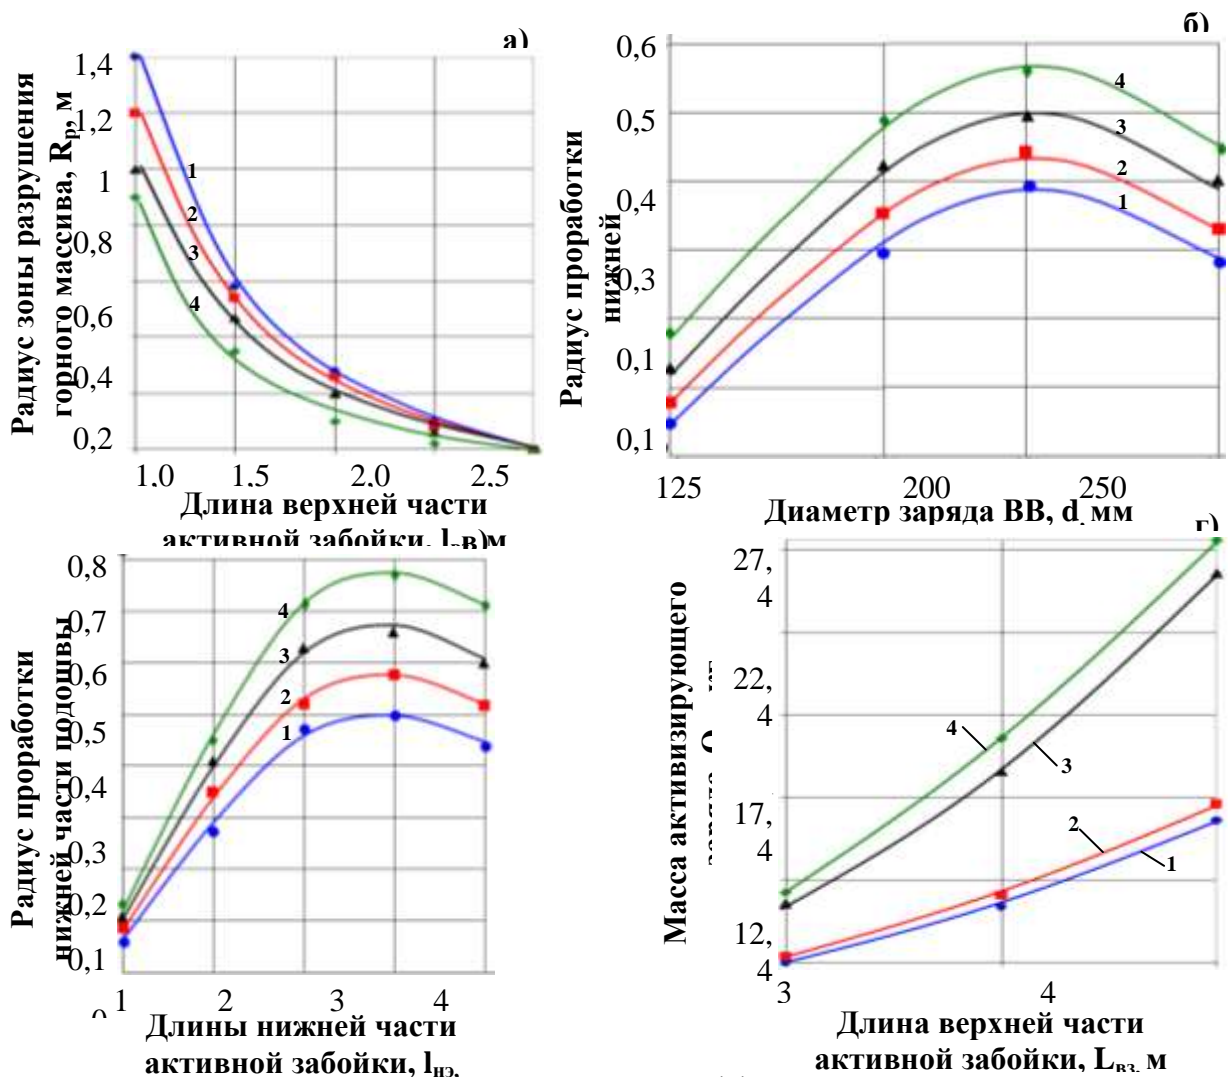 а)
Радиус зоны разрушения
горного массива, Rр, м
1,4
1,2
1
0,8
0,6
0,4
0,2
1
2
3
4
1,0 1,5 2,0 2,5
Длина верхней части
активной забойки, м
б)
Радиус проработки
нижней
0,6
0,5
0,4
0,3
0,1
0,1
4
3
2
1
125 200 250
Диаметр заряда ВВ, d, мм
в)
Радиус проработки
нижней части подошвы
0,8
0,7
0,6
0,5
0,4
0,3
0,2
0,1
4
3
2
1
1 2 3 4
Длины нижней части
активной забойки, lнэ,
г)
Масса активизирующего
27,
4
22,
4
17,
4
12,
4
4
3
2
1
3 4
Длина верхней части
активной забойки, Lвз, м